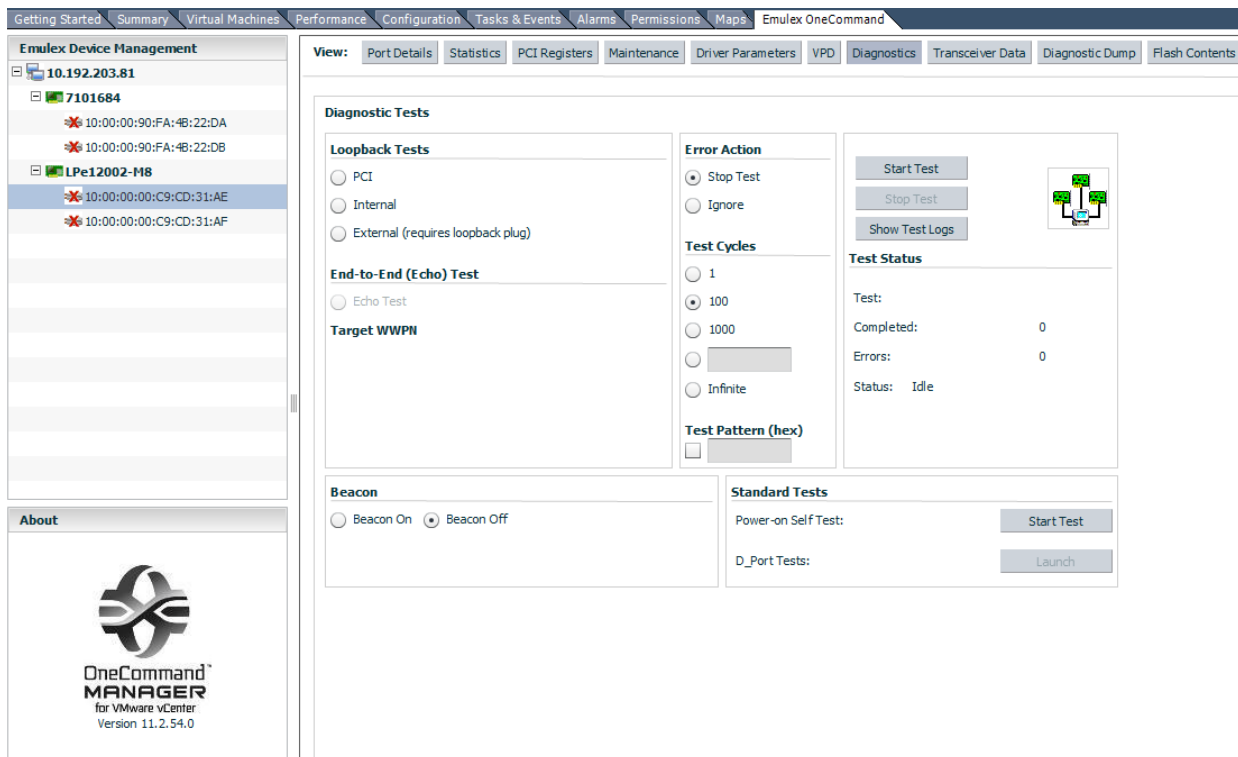 Getting Started Summary Virtual Machines Performance Configuration Tasks & Events Alarms Permissions Maps Emulex OneCommand
Emulex Device Management
10.192.203.81
7101684
10:00:00:90:FA:4B:22:DA
10:00:00:90:FA:4B:22:DB
LPe12002-M8
10:00:00:00:C9:CD:31:AE
10:00:00:00:C9:CD:31:AF
About
OneCommand™
MANAGER
for VMware vCenter
Version 11.2.54.0
View: Port Details Statistics PCI Registers Maintenance Driver Parameters VPD Diagnostics Transceiver Data Diagnostic Dump Flash Contents
Diagnostic Tests
Loopback Tests
PCI
Internal
External (requires loopback plug)
End-to-End (Echo) Test
Echo Test
Target WWPN
Error Action
Stop Test
Ignore
Test Cycles
1
100
1000
Infinite
Test Pattern (hex)
Start Test
Stop Test
Show Test Logs
Test Status
Test:
Completed: 0
Errors: 0
Status: Idle
Beacon
Beacon On Beacon Off
Standard Tests
Power-on Self Test: Start Test
D_Port Tests: Launch